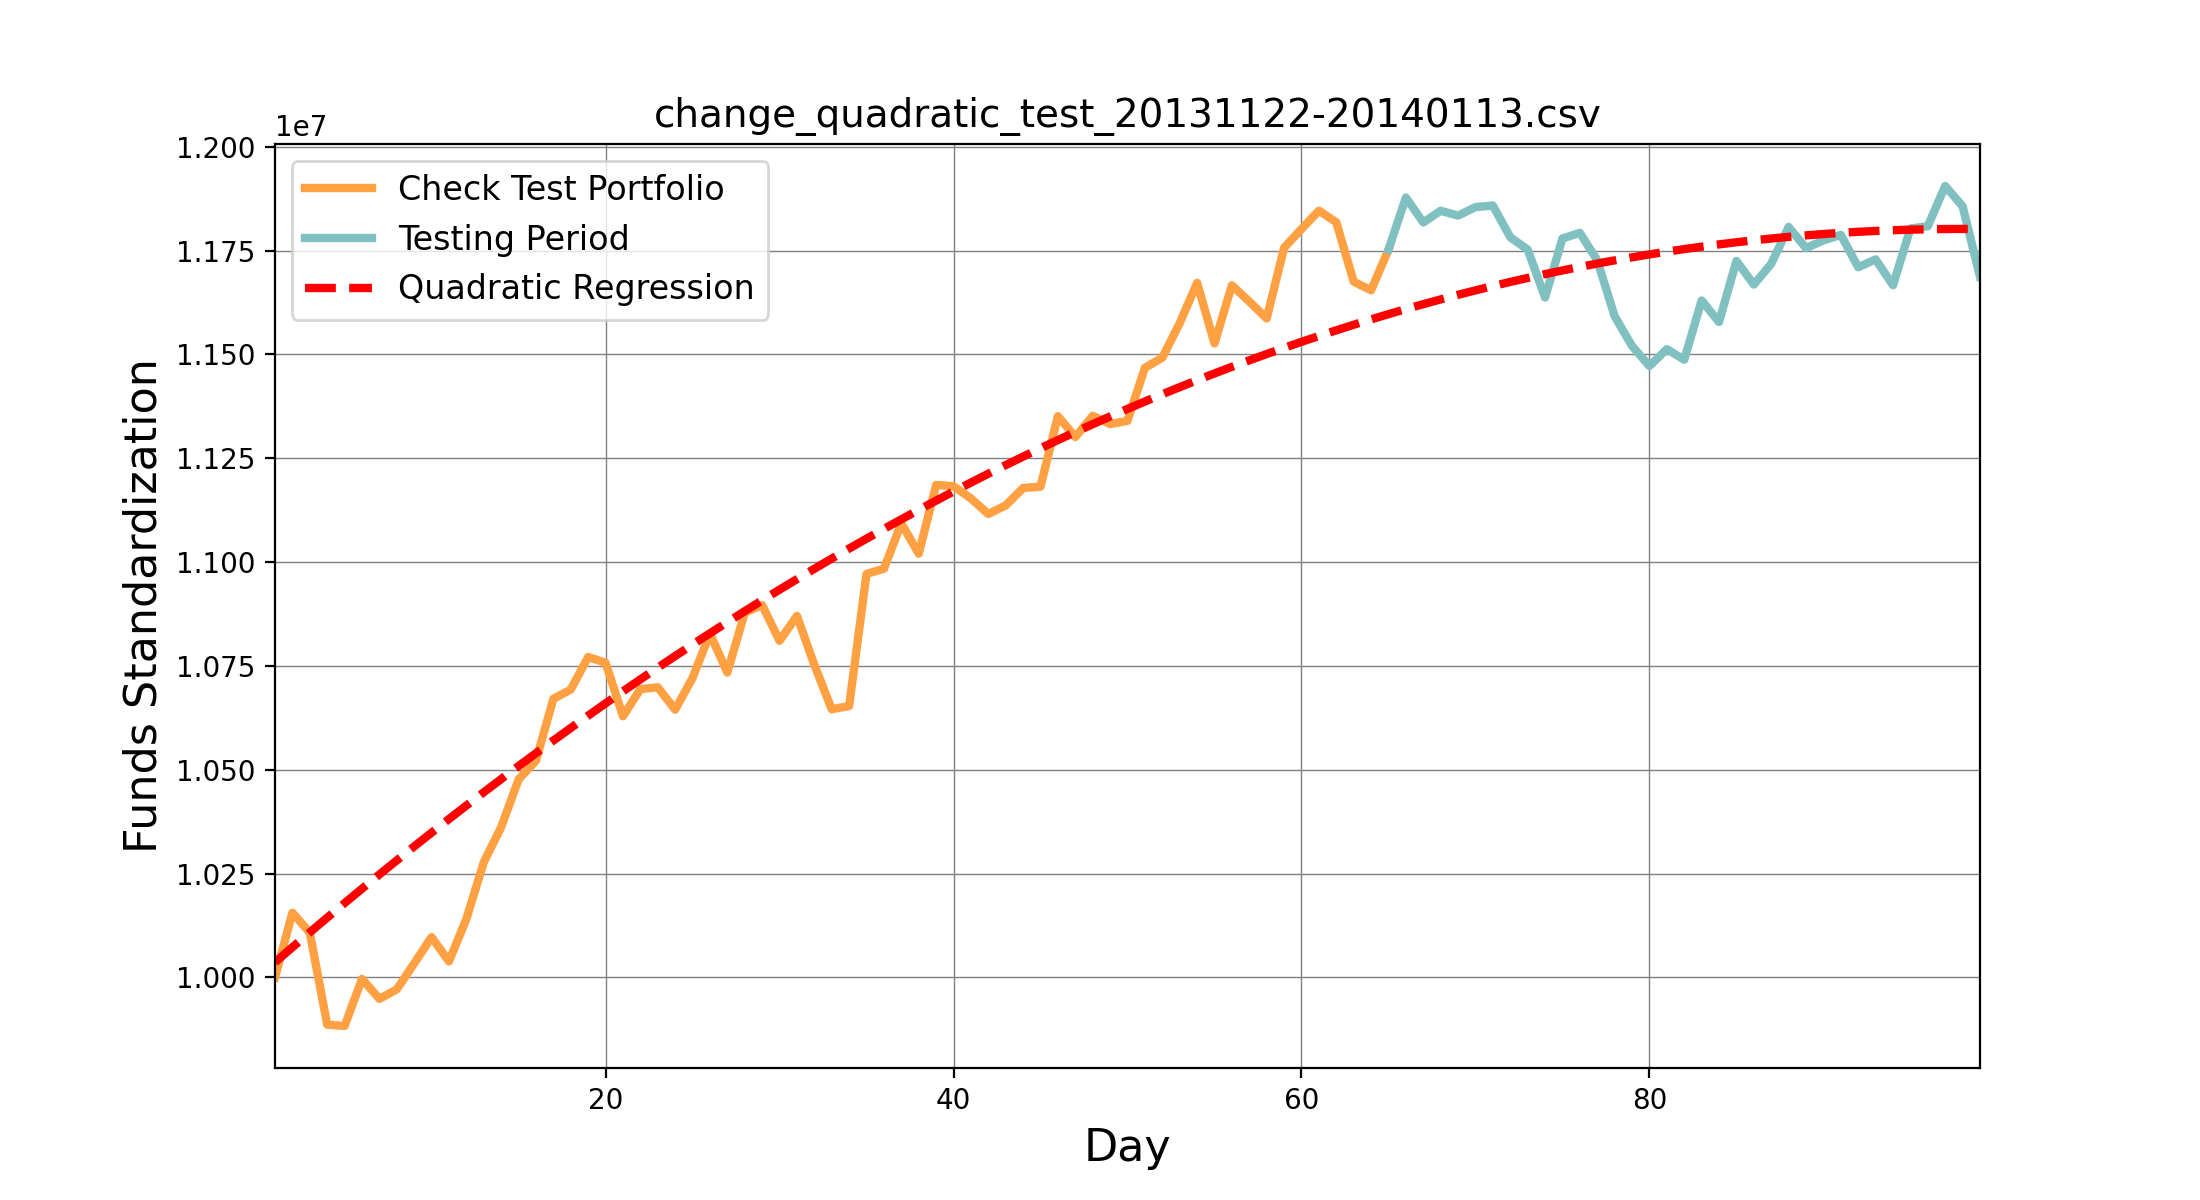 change_quadratic_test_20131122-20140113.csv
1e7
1.200
1.175
1.150
1.125
1.100
1.075
1.050
1.025
1.000
Funds Standardization
Check Test Portfolio
Testing Period
Quadratic Regression
20
40
60
80
Day